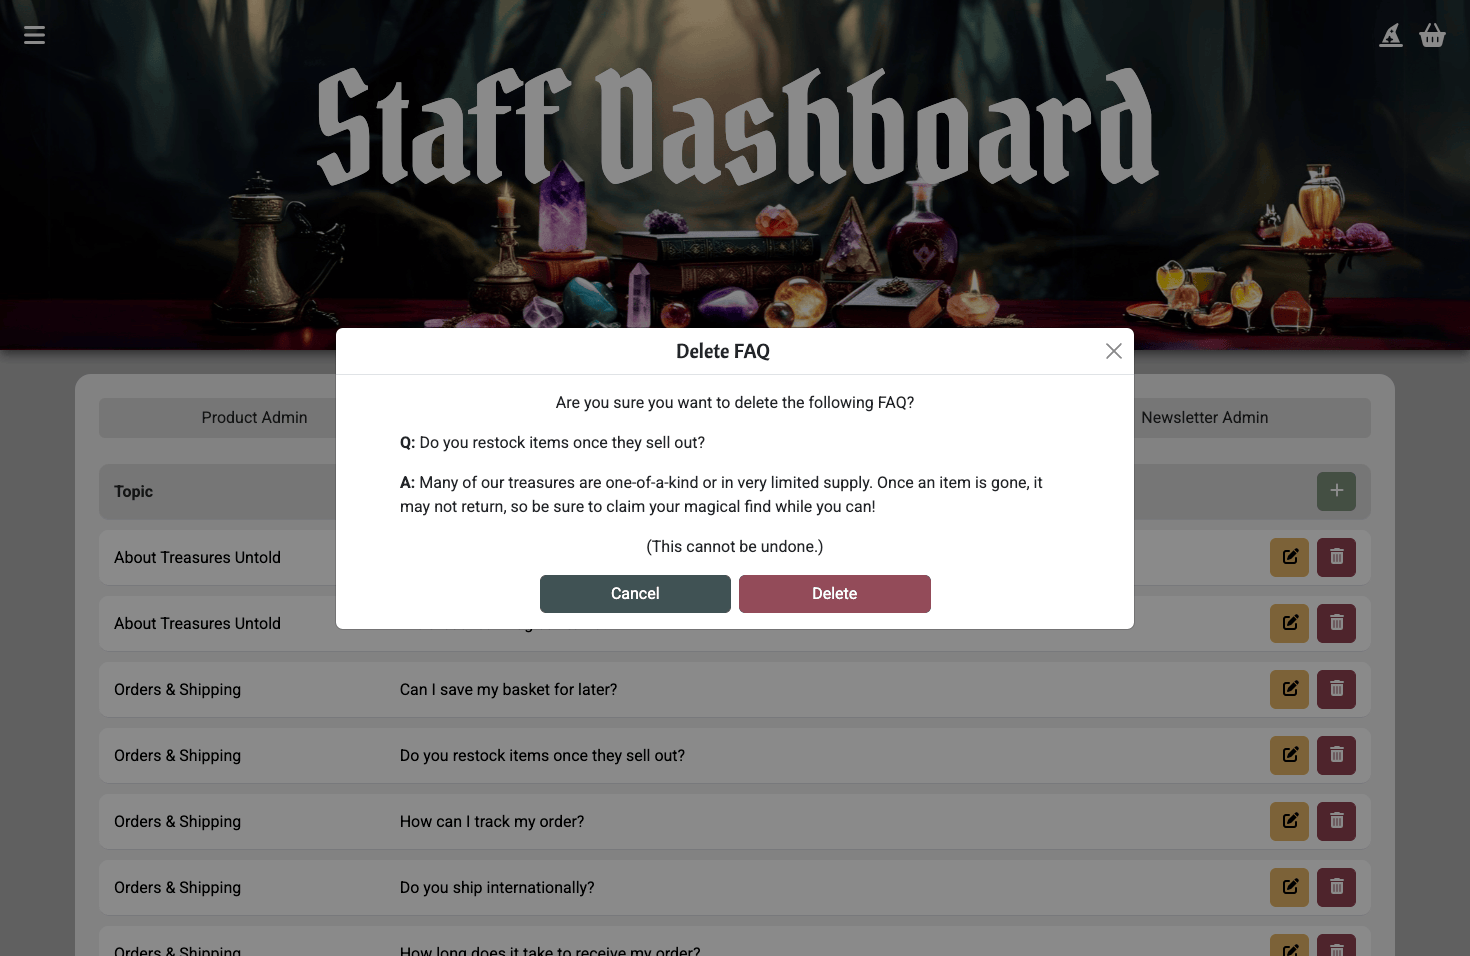 Staff Dashboard
Delete FAQ
Are you sure you want to delete the following FAQ?
Q: Do you restock items once they sell out?
A: Many of our treasures are one-of-a-kind or in very limited supply. Once an item is gone, it
may not return, so be sure to claim your magical find while you can!
(This cannot be undone.)
Cancel Delete
Product Admin Newsletter Admin
Topic
About Treasures Untold
About Treasures Untold
Orders & Shipping Can I save my basket for later?
Orders & Shipping Do you restock items once they sell out?
Orders & Shipping How can I track my order?
Orders & Shipping Do you ship internationally?
Orders & Shipping How long does it take to receive my order?